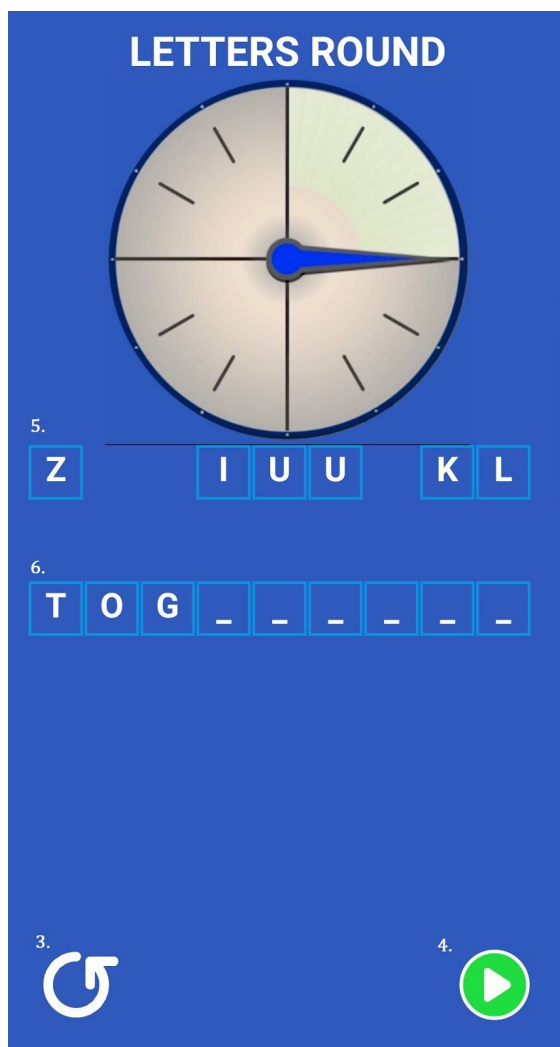 LETTERS ROUND
5.
Z I U U K L
6.
T O G _ _ _ _ _ _
3.
4.